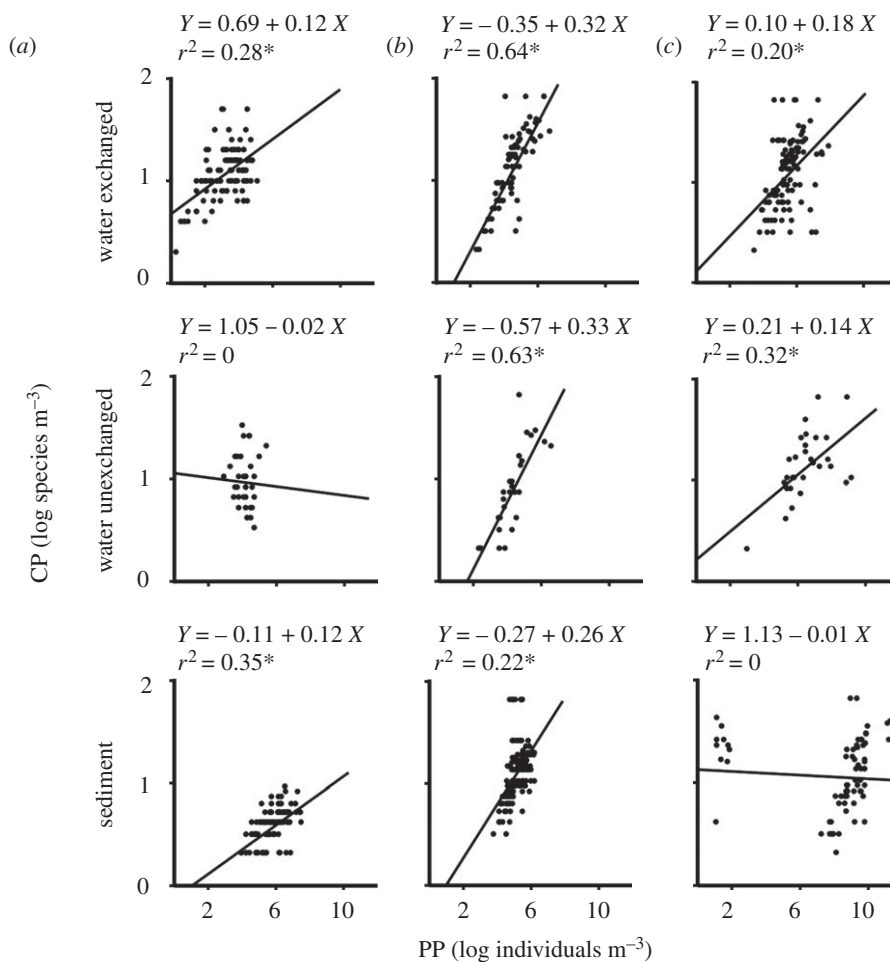 (a)
Y = 0.69 + 0.12 X
r² = 0.28*
(b)
Y = – 0.35 + 0.32 X
r² = 0.64*
(c)
Y = 0.10 + 0.18 X
r² = 0.20*
water exchanged
2
1
0
Y = 1.05 – 0.02 X
r² = 0
Y = – 0.57 + 0.33 X
r² = 0.63*
Y = 0.21 + 0.14 X
r² = 0.32*
CP (log species m⁻³)
water unexchanged
2
1
0
Y = – 0.11 + 0.12 X
r² = 0.35*
Y = – 0.27 + 0.26 X
r² = 0.22*
Y = 1.13 – 0.01 X
r² = 0
sediment
2
1
0
2 6 10 2 6 10 2 6 10
PP (log individuals m⁻³)